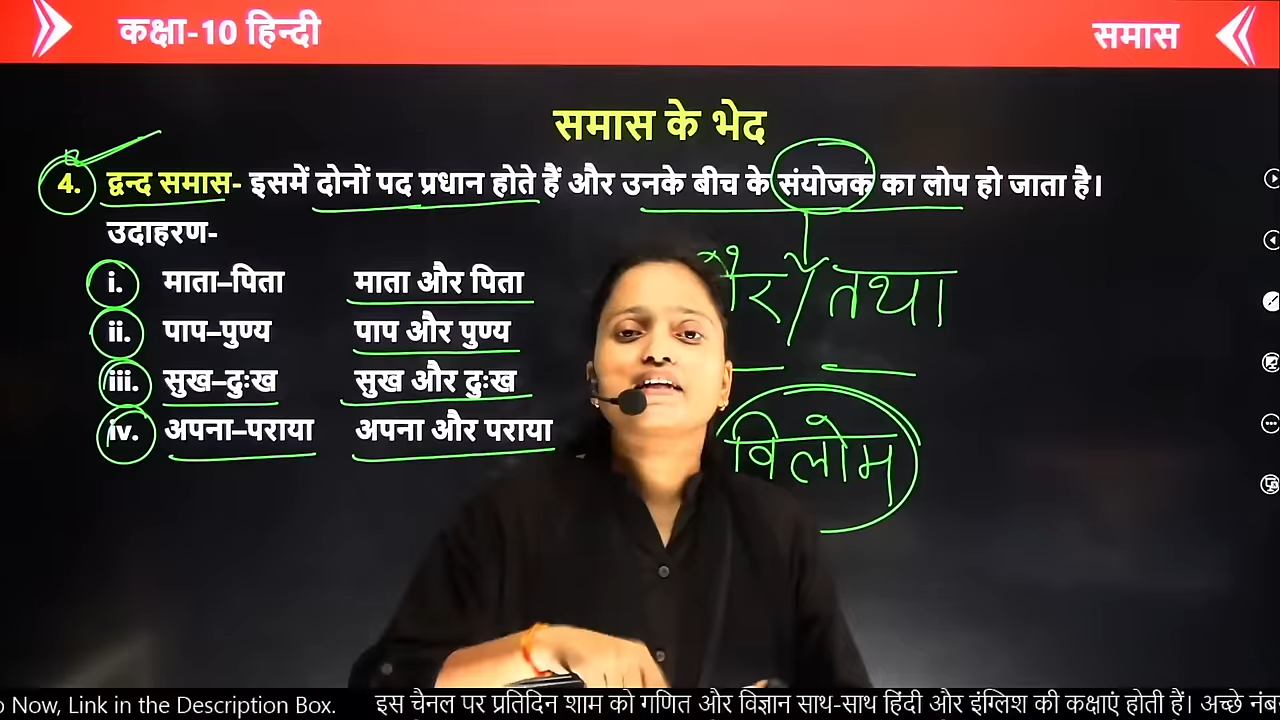 कक्षा-10 हिन्दी
समास
समास के भेद
4. द्वन्द समास- इसमें दोनों पद प्रधान होते हैं और उनके बीच के संयोजक का लोप हो जाता है।
उदाहरण-
i. माता–पिता माता और पिता
ii. पाप–पुण्य पाप और पुण्य
iii. सुख–दुःख सुख और दुःख
iv. अपना–पराया अपना और पराया
/ तथा
विलोम
Now, Link in the Description Box. इस चैनल पर प्रतिदिन शाम को गणित और विज्ञान साथ-साथ हिंदी और इंग्लिश की कक्षाएं होती हैं। अच्छे